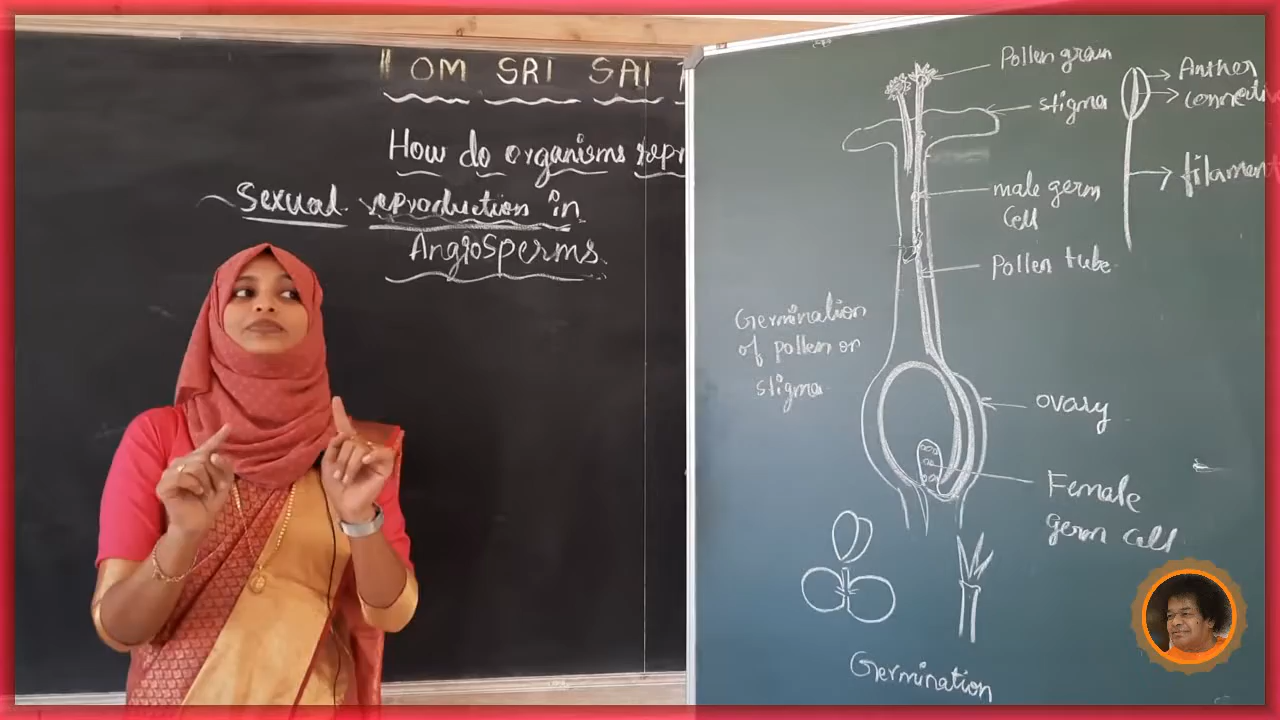 " OM SRI SAI
How do organisms repr
Sexual reproduction in
Angiosperms
Pollen grain
stigma
male germ
Cell
Pollen tube
Germination
of pollen on
stigma
ovary
Female
germ cell
Germination
Anther
connecti
filament